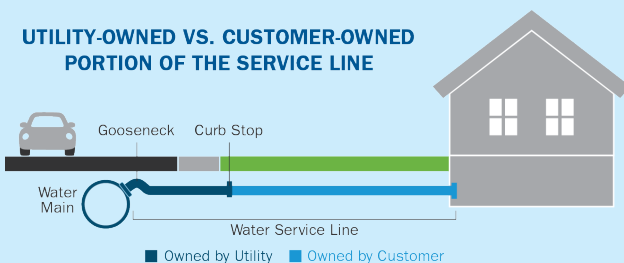 UTILITY-OWNED VS. CUSTOMER-OWNED
PORTION OF THE SERVICE LINE
Gooseneck
Curb Stop
Water
Main
Water Service Line
Owned by Utility
Owned by Customer